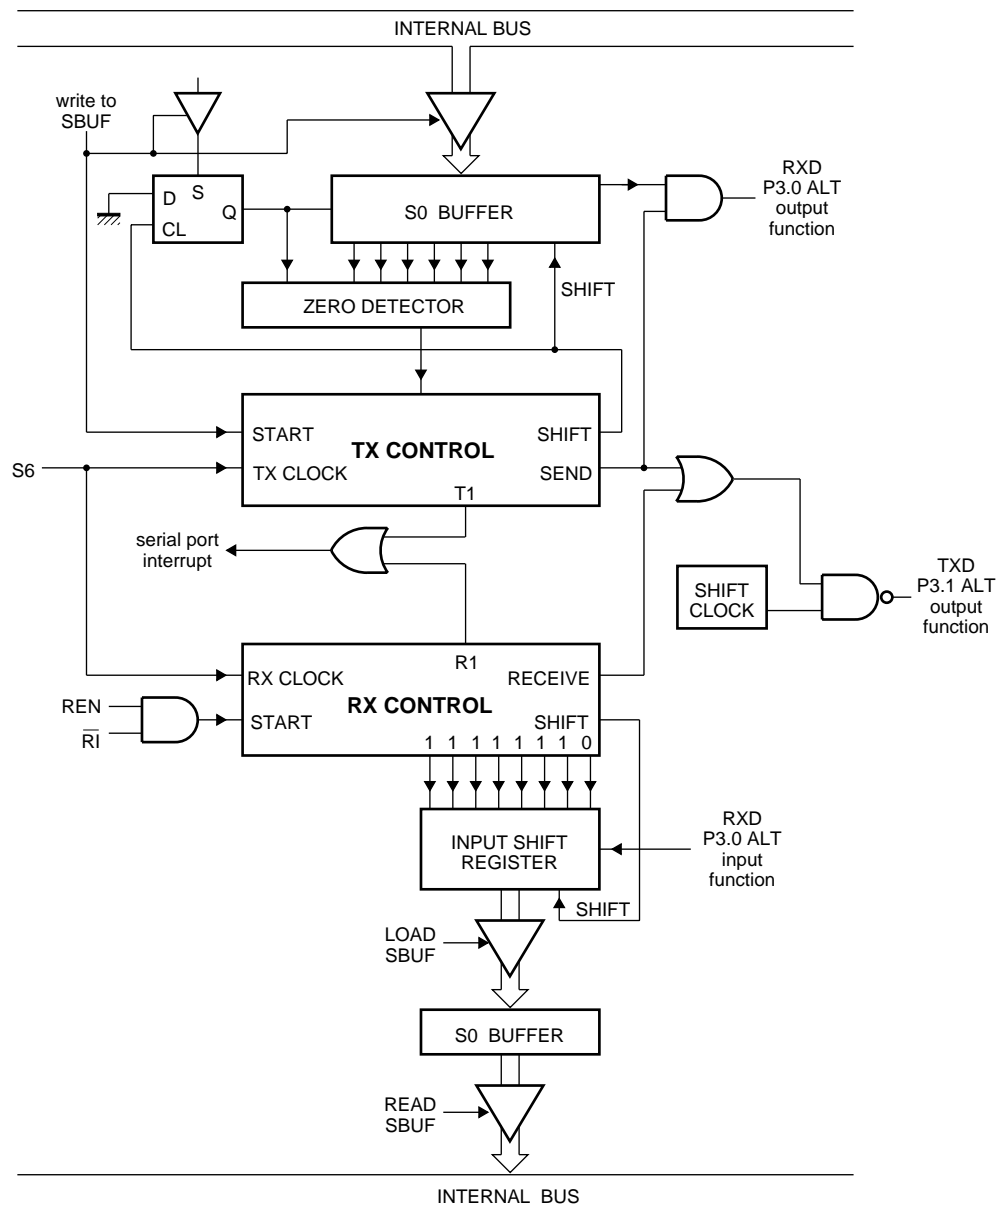 INTERNAL BUS
write to
SBUF
RXD
P3.0 ALT
output
function
S
D
Q
CL
S0 BUFFER
SHIFT
ZERO DETECTOR
START
TX CONTROL
SHIFT
S6
TX CLOCK
SEND
T1
serial port
interrupt
SHIFT
CLOCK
TXD
P3.1 ALT
output
function
R1
RX CLOCK
RECEIVE
RX CONTROL
REN
RI
START
SHIFT
1 1 1 1 1 1 1 0
INPUT SHIFT
REGISTER
RXD
P3.0 ALT
input
function
SHIFT
LOAD
SBUF
S0 BUFFER
READ
SBUF
INTERNAL BUS